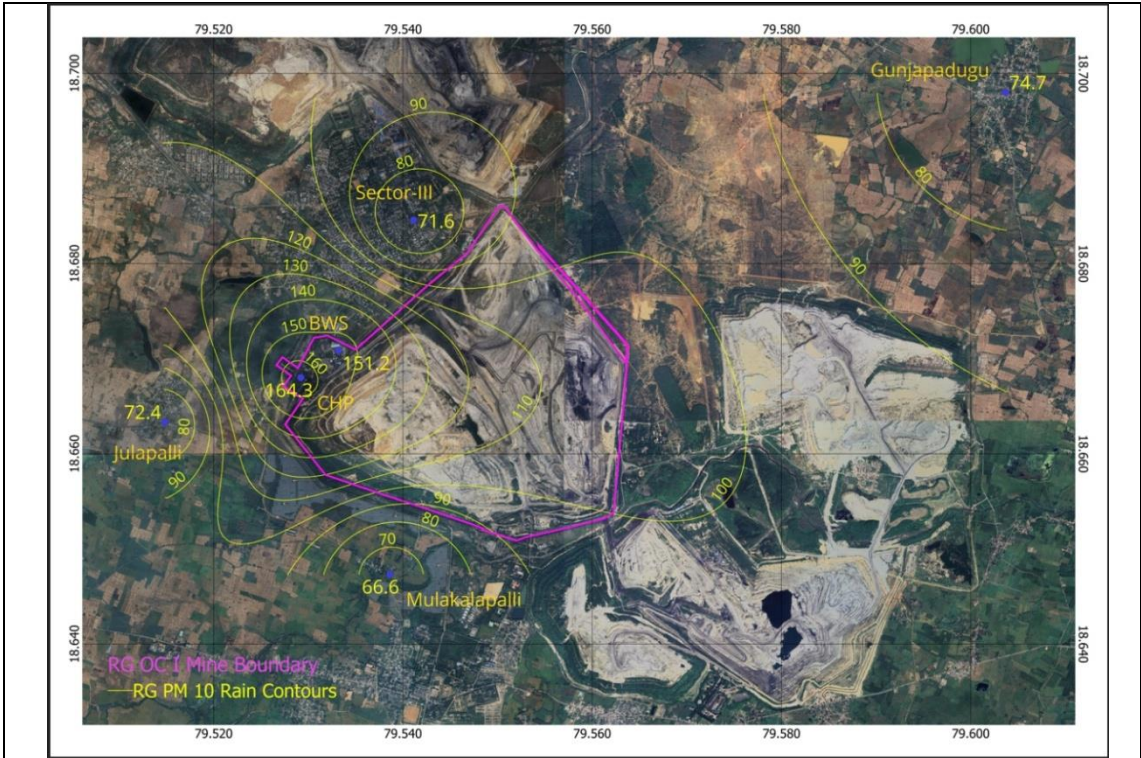 79.520 79.540 79.560 79.580 79.600
18.700 18.700
Gunjapadugu
74.7
90
80
80
Sector-III
71.6
120
130
140
150
BWS
151.2
160
164.3
CHP
90
18.680 18.680
72.4
80
Julapalli
90
110
100
18.660 18.660
90
80
70
66.6
Mulakalapalli
18.640 18.640
RG OC I Mine Boundary
RG PM 10 Rain Contours
79.520 79.540 79.560 79.580 79.600